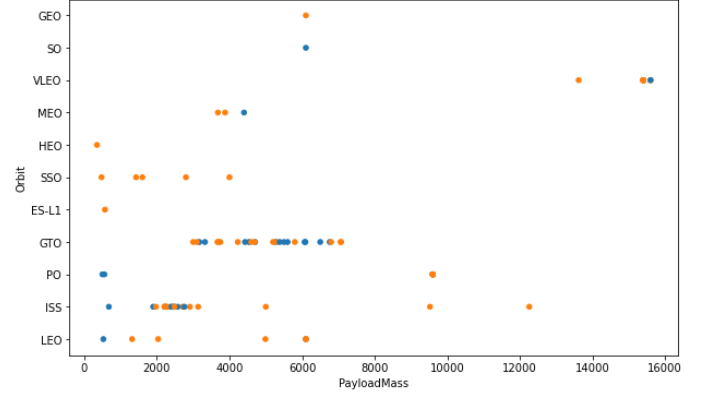 GEO
SO
VLEO
MEO
HEO
SSO
ES-L1
GTO
PO
ISS
LEO
Orbit
0 2000 4000 6000 8000 10000 12000 14000 16000
PayloadMass